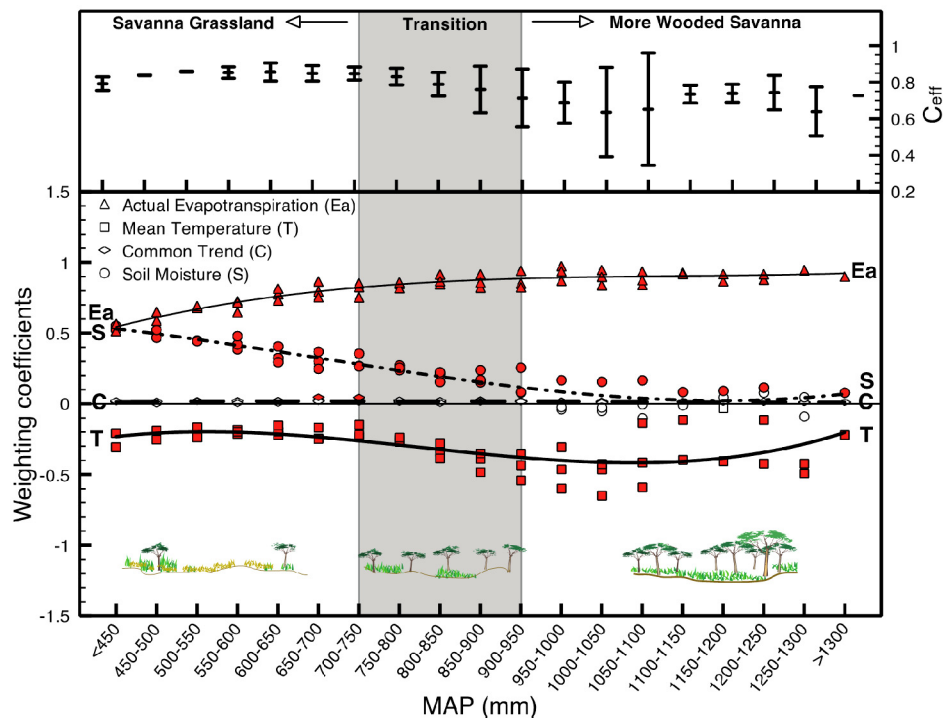 Savanna Grassland Transition More Wooded Savanna
1
0.8
0.6
0.4
0.2
C_eff
1.5
1
0.5
0
-0.5
-1
-1.5
Weighting coefficients
Actual Evapotranspiration (Ea)
Mean Temperature (T)
Common Trend (C)
Soil Moisture (S)
Ea
S
C
T
Ea
S
C
T
<450
450-500
500-550
550-600
600-650
650-700
700-750
750-800
800-850
850-900
900-950
950-1000
1000-1050
1050-1100
1100-1150
1150-1200
1200-1250
1250-1300
>1300
MAP (mm)